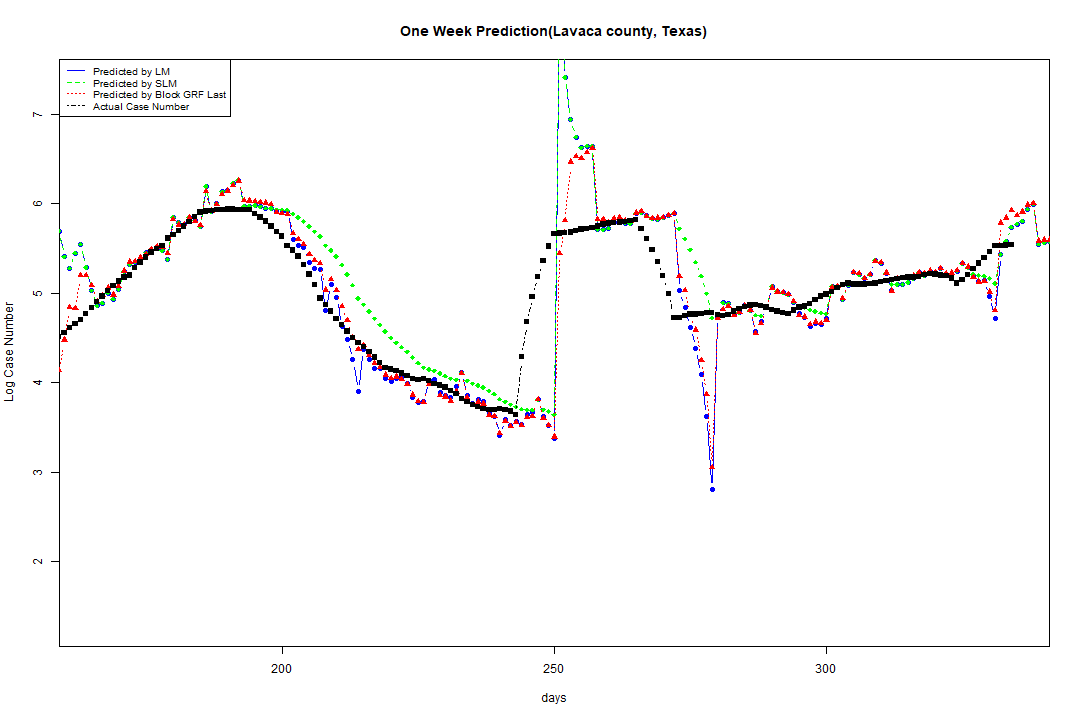 One Week Prediction(Lavaca county, Texas)
Predicted by LM
Predicted by SLM
Predicted by Block GRF Last
Actual Case Number
7
6
5
4
3
2
Log Case Number
200
250
300
days